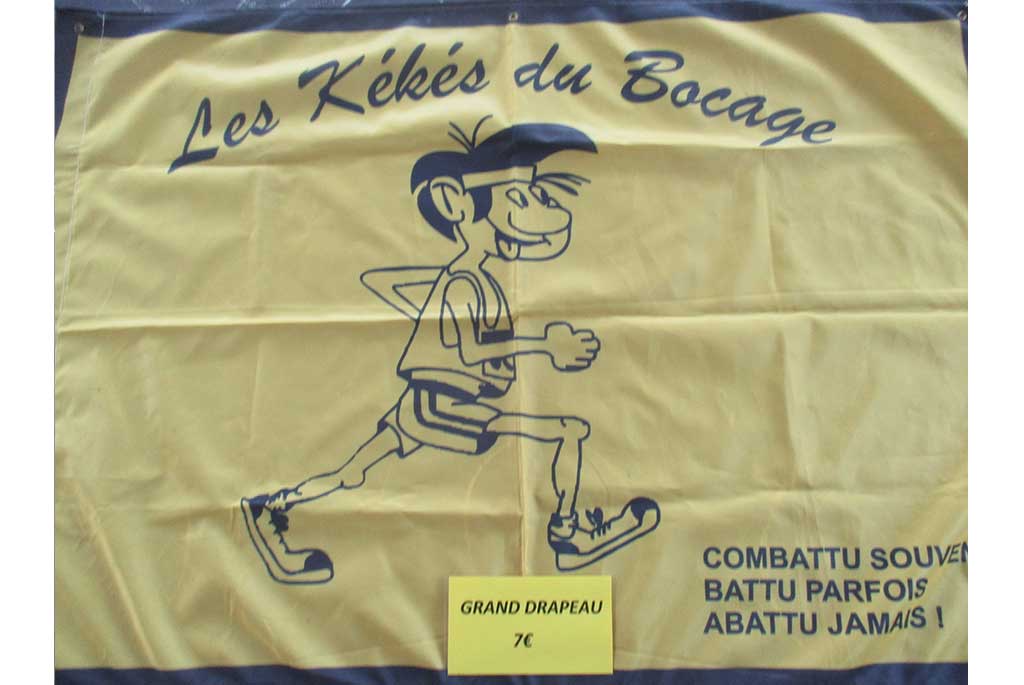 Les Kékés du Bocage
COMBATTU SOUVEN
BATTU PARFOIS
ABATTU JAMAIS !
GRAND DRAPEAU
7€